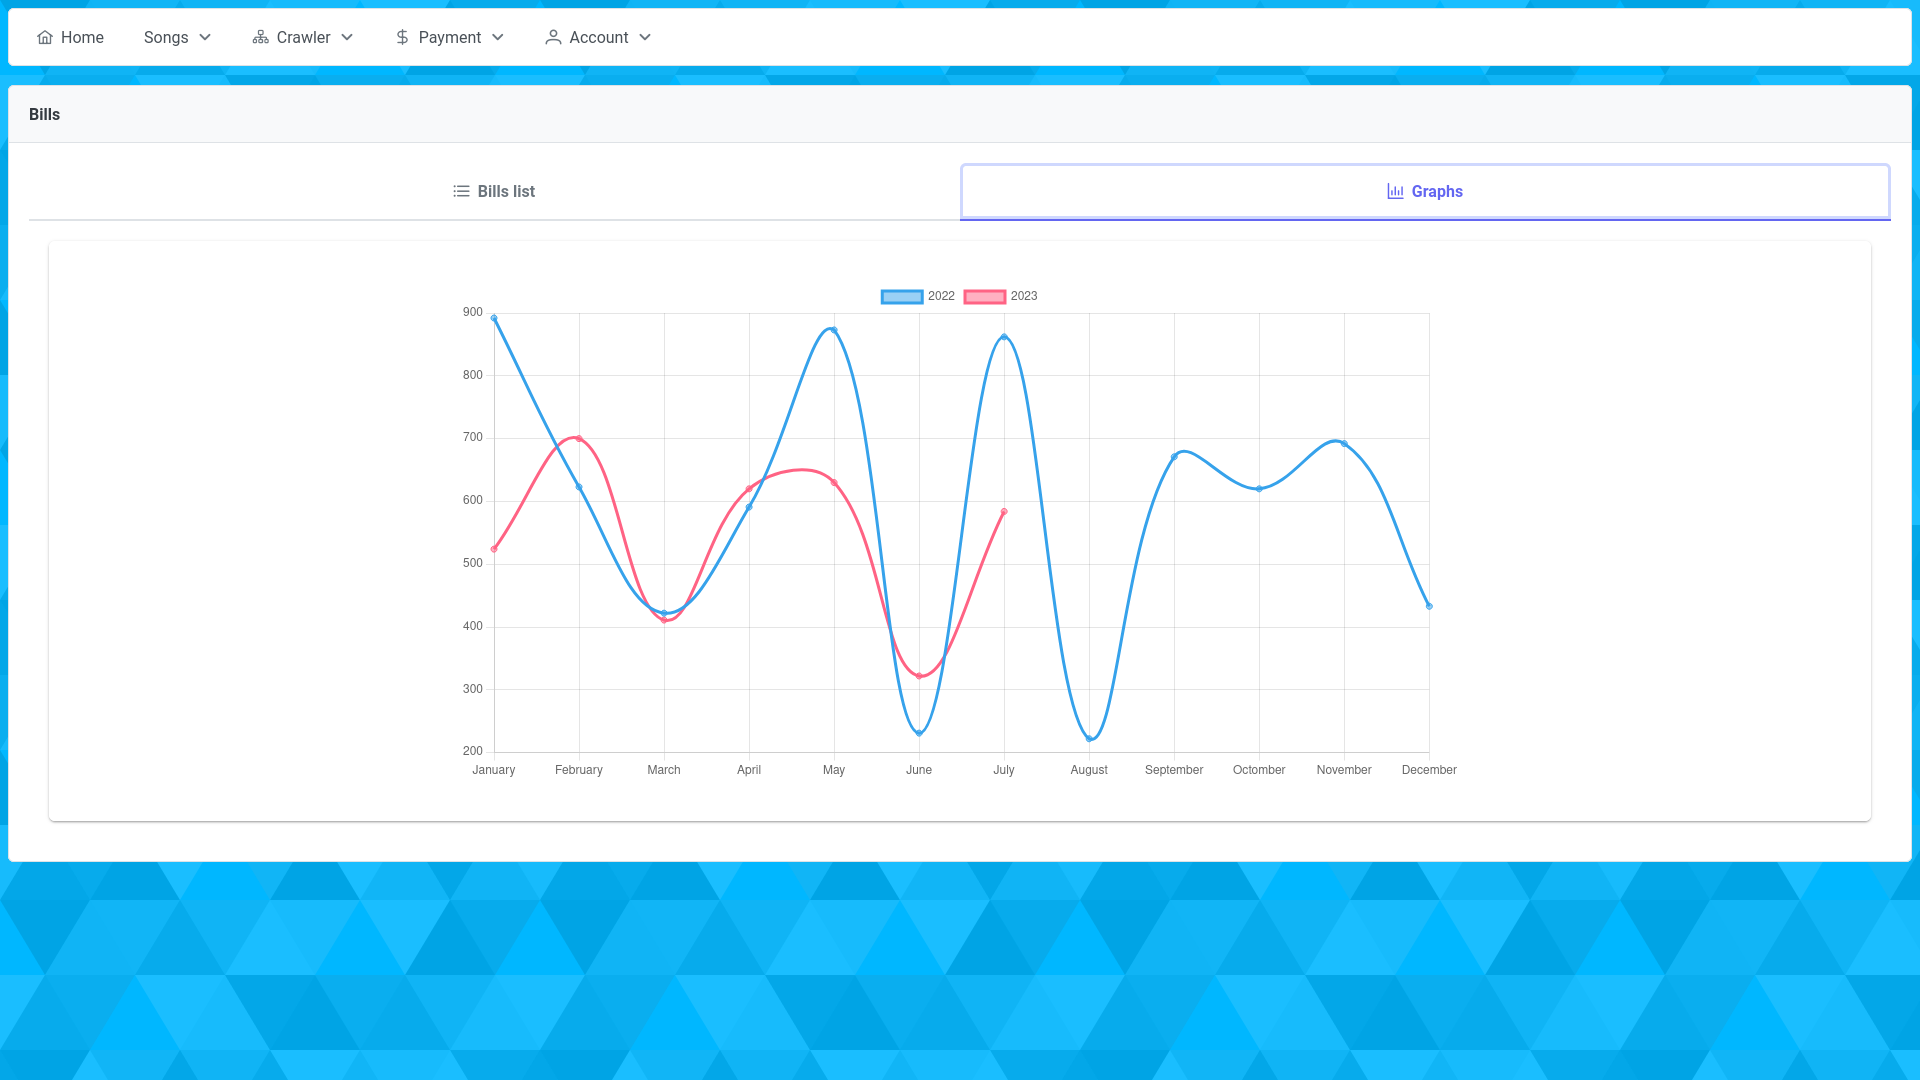 Home Songs Crawler Payment Account
Bills
Bills list Graphs
2022 2023
900
800
700
600
500
400
300
200
January February March April May June July August September Octomber November December